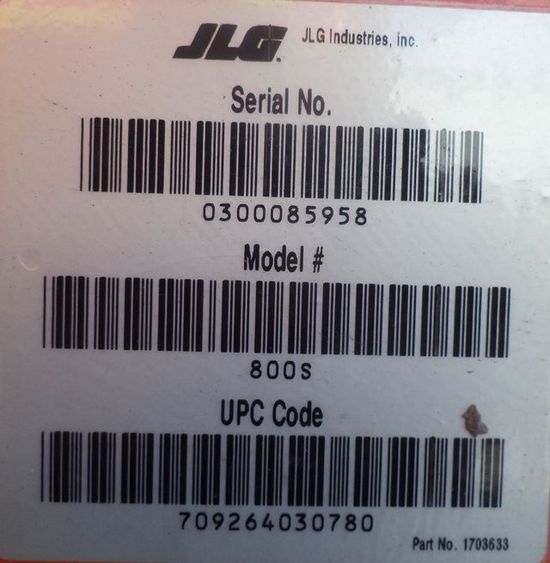 JLG JLG Industries, inc.
Serial No.
0300085958
Model #
800S
UPC Code
709264030780
Part No. 1703633